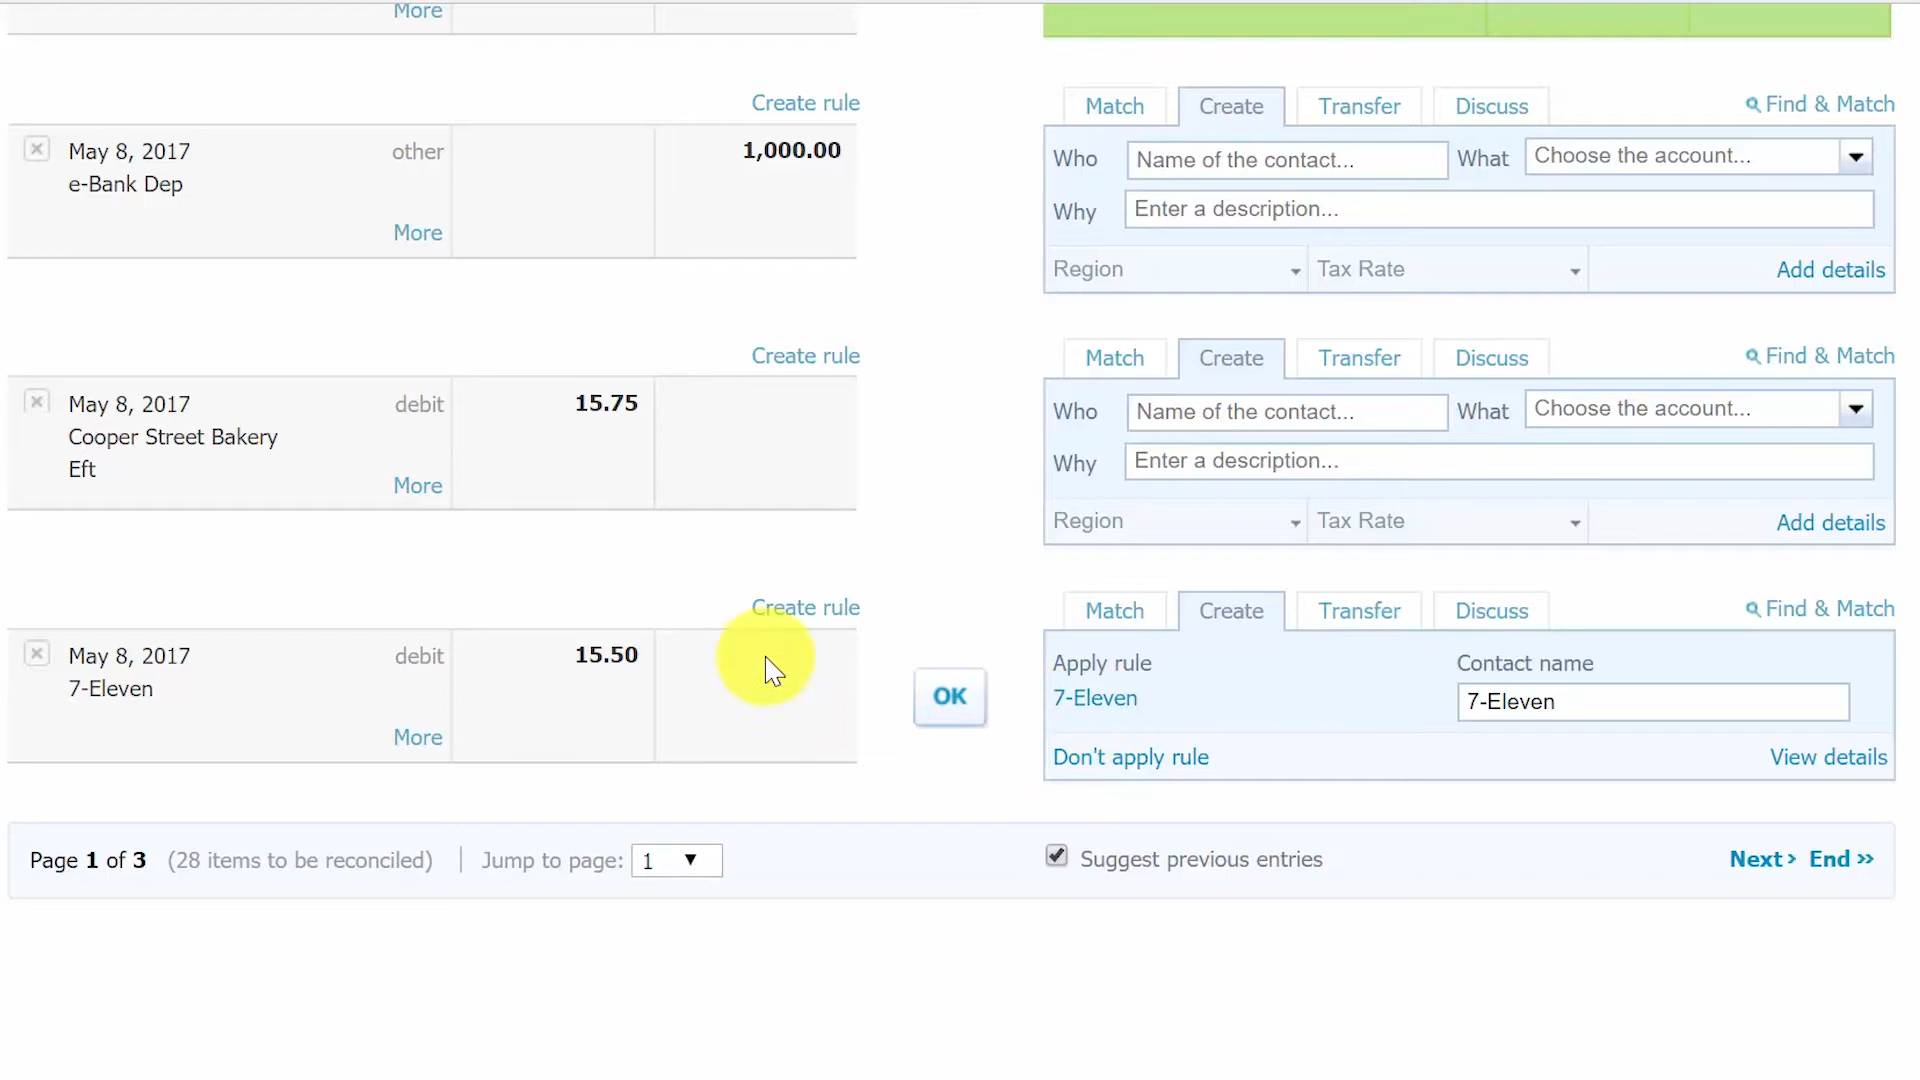 More
Create rule
May 8, 2017 other 1,000.00
e-Bank Dep
More
Match Create Transfer Discuss Find & Match
Who Name of the contact... What Choose the account...
Why Enter a description...
Region Tax Rate Add details
Create rule
May 8, 2017 debit 15.75
Cooper Street Bakery
Eft
More
Match Create Transfer Discuss Find & Match
Who Name of the contact... What Choose the account...
Why Enter a description...
Region Tax Rate Add details
Create rule
May 8, 2017 debit 15.50
7-Eleven
More
OK
Match Create Transfer Discuss Find & Match
Apply rule Contact name
7-Eleven 7-Eleven
Don't apply rule View details
Page 1 of 3 (28 items to be reconciled) | Jump to page: 1 Suggest previous entries Next › End »